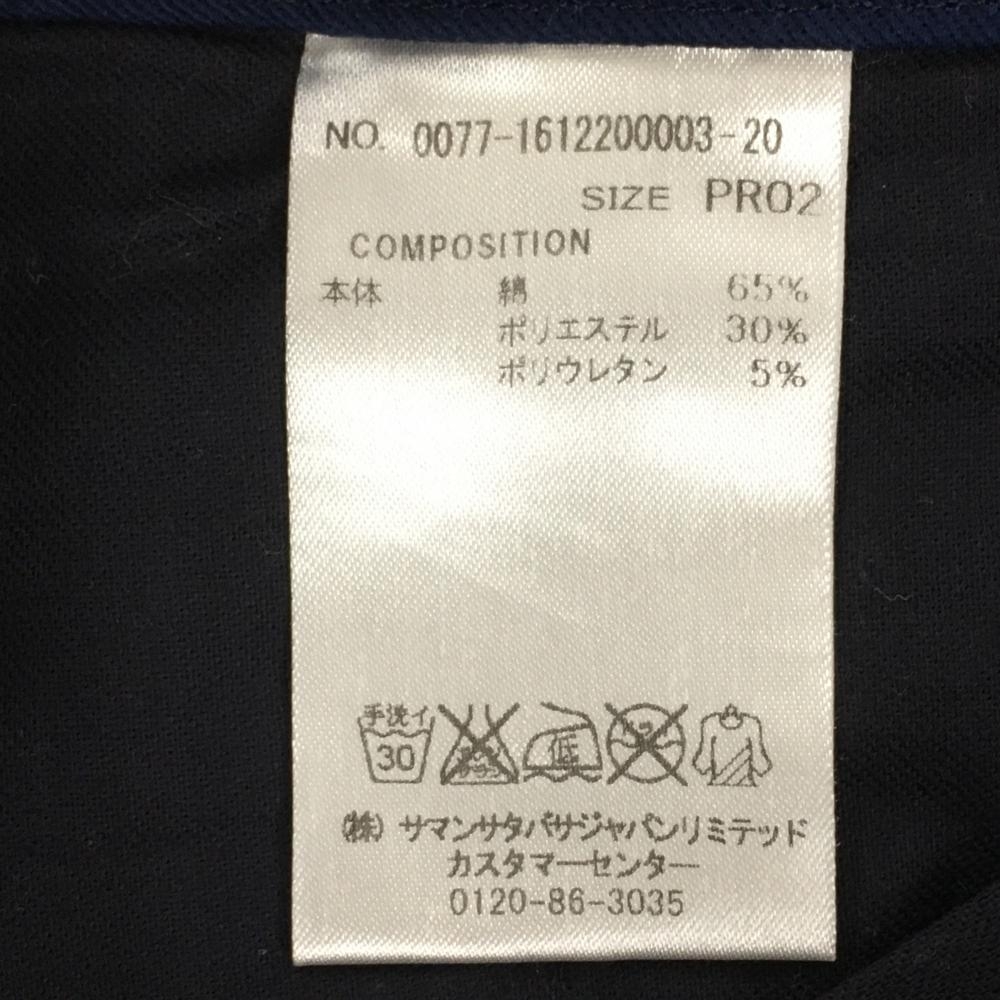 NO. 0077-1612200003-20
SIZE PR02
COMPOSITION
本体 綿 65%
ポリエステル 30%
ポリウレタン 5%
手洗イ
30
低
(株) サマンサタバサジャパンリミテッド
カスタマーセンター
0120-86-3035